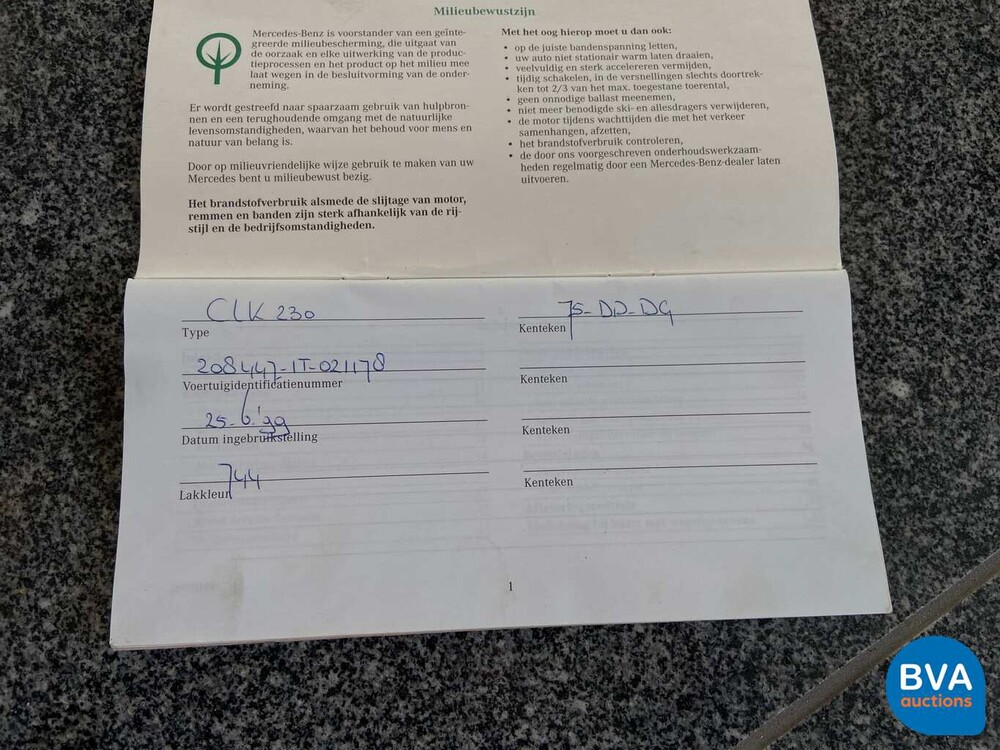 Milieubewustzijn
Mercedes-Benz is voorstander van een geïnte-
greerde milieubescherming, die uitgaat van
de oorzaak en elke uitwerking van de produc-
tieprocessen en het product op het milieu mee
laat wegen in de besluitvorming van de onder-
neming.
Er wordt gestreefd naar spaarzaam gebruik van hulpbron-
nen en een terughoudende omgang met de natuurlijke
levensomstandigheden, waarvan het behoud voor mens en
natuur van belang is.
Door op milieuvriendelijke wijze gebruik te maken van uw
Mercedes bent u milieubewust bezig.
Het brandstofverbruik alsmede de slijtage van motor,
remmen en banden zijn sterk afhankelijk van de rij-
stijl en de bedrijfsomstandigheden.
Met het oog hierop moet u dan ook:
• op de juiste bandenspanning letten,
• uw auto niet stationair warm laten draaien,
• veelvuldig en sterk accelereren vermijden,
• tijdig schakelen, in de versnellingen slechts doortrek-
ken tot 2/3 van het max. toegestane toerental,
• geen onnodige ballast meenemen,
• niet meer benodigde ski- en allesdragers verwijderen,
• de motor tijdens wachttijden die met het verkeer
samenhangen, afzetten,
• het brandstofverbruik controleren,
• de door ons voorgeschreven onderhoudswerkzaam-
heden regelmatig door een Mercedes-Benz-dealer laten
uitvoeren.
CLK 230
Type
208447-1T-021178
Voertuigidentificatienummer
25-6-'99
Datum ingebruikstelling
744
Lakkleur
75-DD-DG
Kenteken
Kenteken
Kenteken
Kenteken
1
BVA
auctions